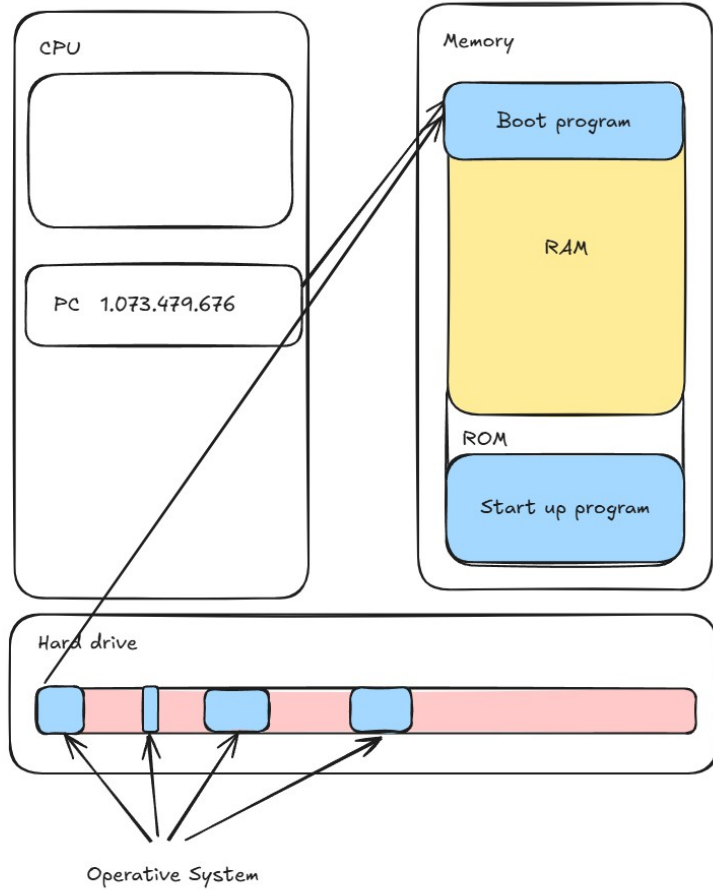 CPU
Memory
Boot program
RAM
PC 1.073.479.676
ROM
Start up program
Hard drive
Operative System